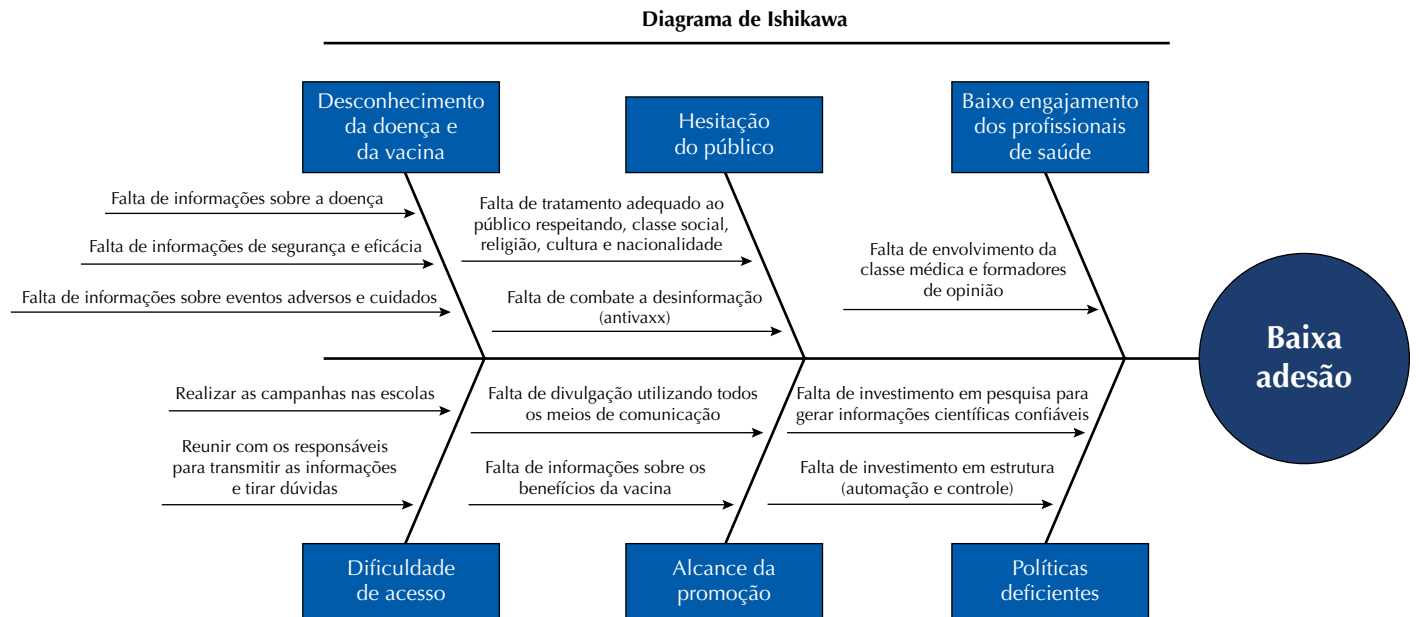 Diagrama de Ishikawa
Desconhecimento
da doença e
da vacina
Hesitação
do público
Baixo engajamento
dos profissionais
de saúde
Falta de informações sobre a doença
Falta de informações de segurança e eficácia
Falta de informações sobre eventos adversos e cuidados
Falta de tratamento adequado ao
público respeitando, classe social,
religião, cultura e nacionalidade
Falta de combate a desinformação
(antivaxx)
Falta de envolvimento da
classe médica e formadores
de opinião
Baixa
adesão
Realizar as campanhas nas escolas
Reunir com os responsáveis
para transmitir as informações
e tirar dúvidas
Falta de divulgação utilizando todos
os meios de comunicação
Falta de informações sobre os
benefícios da vacina
Falta de investimento em pesquisa para
gerar informações científicas confiáveis
Falta de investimento em estrutura
(automação e controle)
Dificuldade
de acesso
Alcance da
promoção
Políticas
deficientes